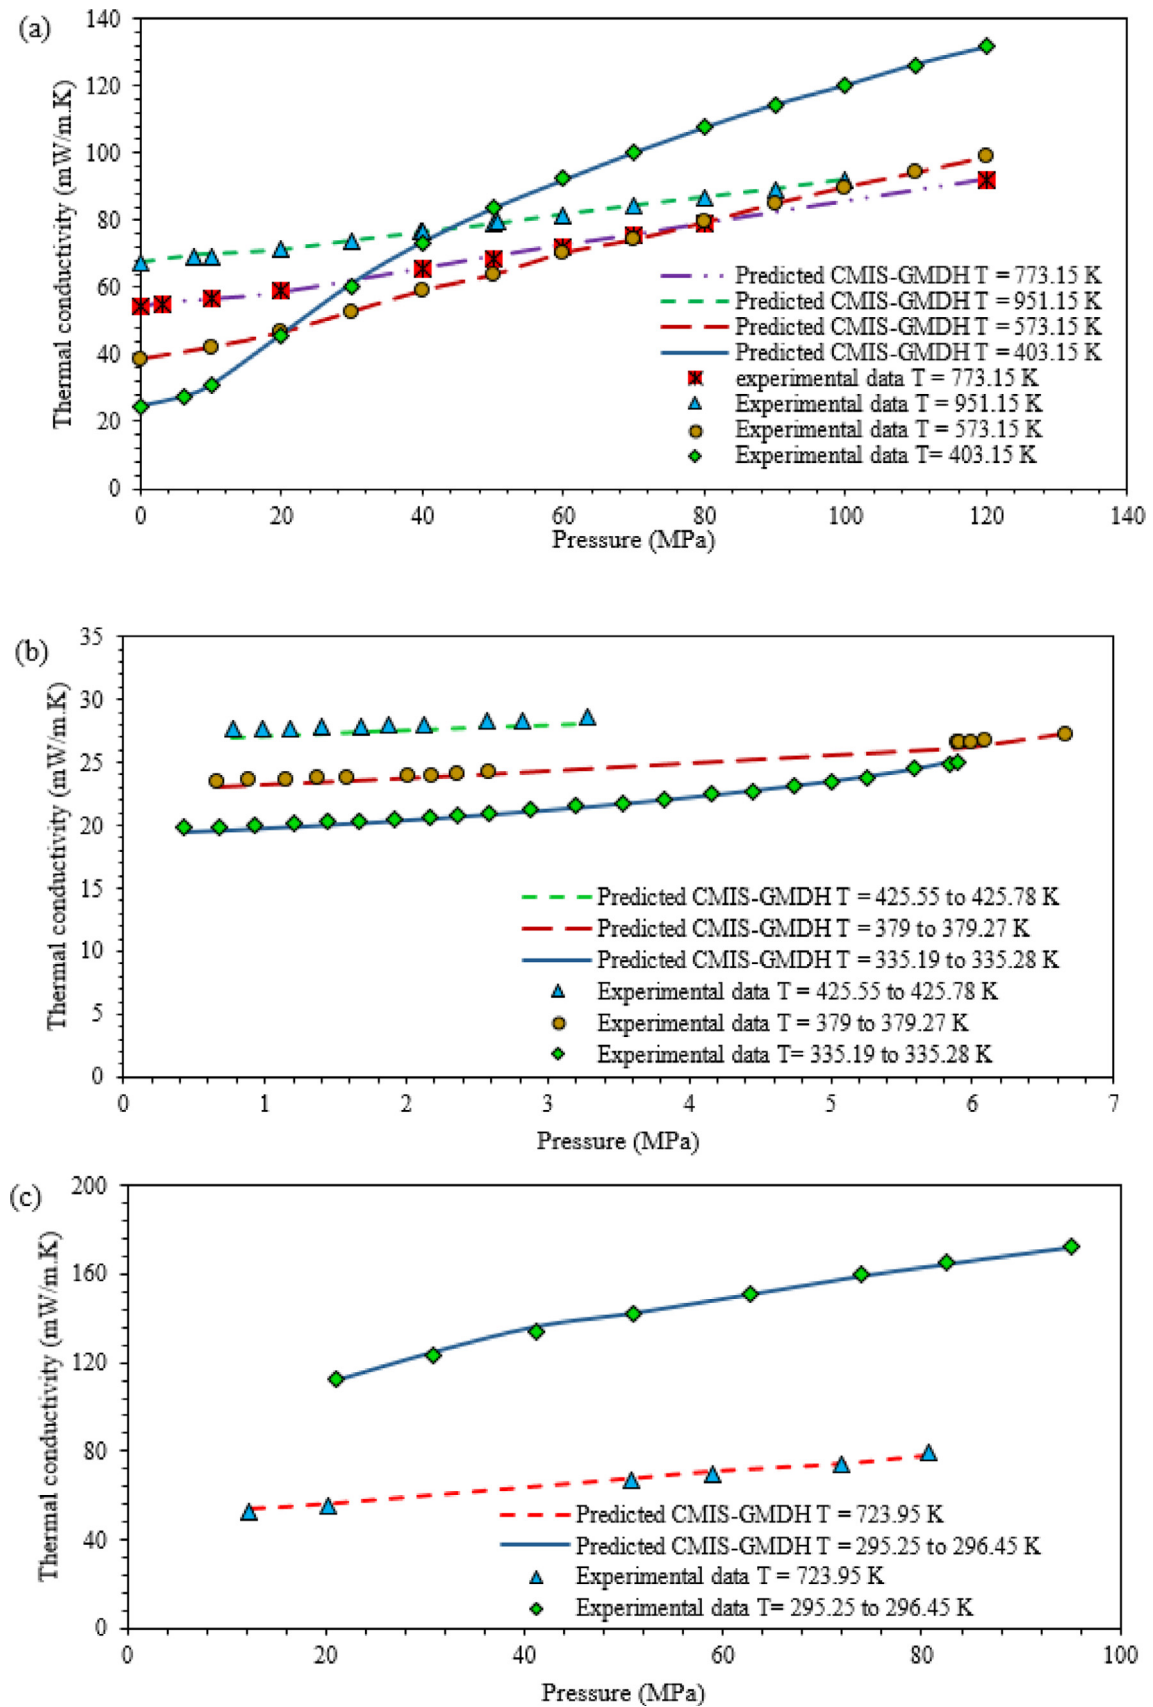 (a)
140
120
100
80
60
40
20
0
Thermal conductivity (mW/m.K)
Predicted CMIS-GMDH T = 773.15 K
Predicted CMIS-GMDH T = 951.15 K
Predicted CMIS-GMDH T = 573.15 K
Predicted CMIS-GMDH T = 403.15 K
experimental data T = 773.15 K
Experimental data T = 951.15 K
Experimental data T = 573.15 K
Experimental data T= 403.15 K
0 20 40 60 80 100 120 140
Pressure (MPa)
(b)
35
30
25
20
15
10
5
0
Thermal conductivity (mW/m.K)
Predicted CMIS-GMDH T = 425.55 to 425.78 K
Predicted CMIS-GMDH T = 379 to 379.27 K
Predicted CMIS-GMDH T = 335.19 to 335.28 K
Experimental data T = 425.55 to 425.78 K
Experimental data T = 379 to 379.27 K
Experimental data T= 335.19 to 335.28 K
0 1 2 3 4 5 6 7
Pressure (MPa)
(c)
200
160
120
80
40
0
Thermal conductivity (mW/m.K)
Predicted CMIS-GMDH T = 723.95 K
Predicted CMIS-GMDH T = 295.25 to 296.45 K
Experimental data T = 723.95 K
Experimental data T= 295.25 to 296.45 K
0 20 40 60 80 100
Pressure (MPa)